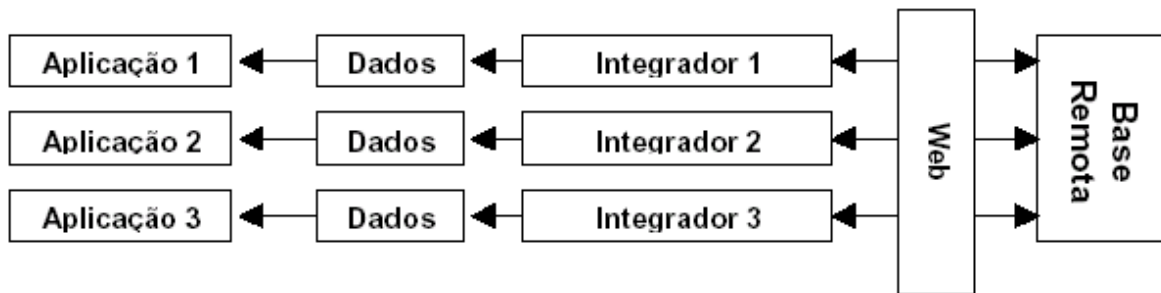 Aplicação 1
Dados
Integrador 1
Aplicação 2
Dados
Integrador 2
Aplicação 3
Dados
Integrador 3
Web
Base
Remota